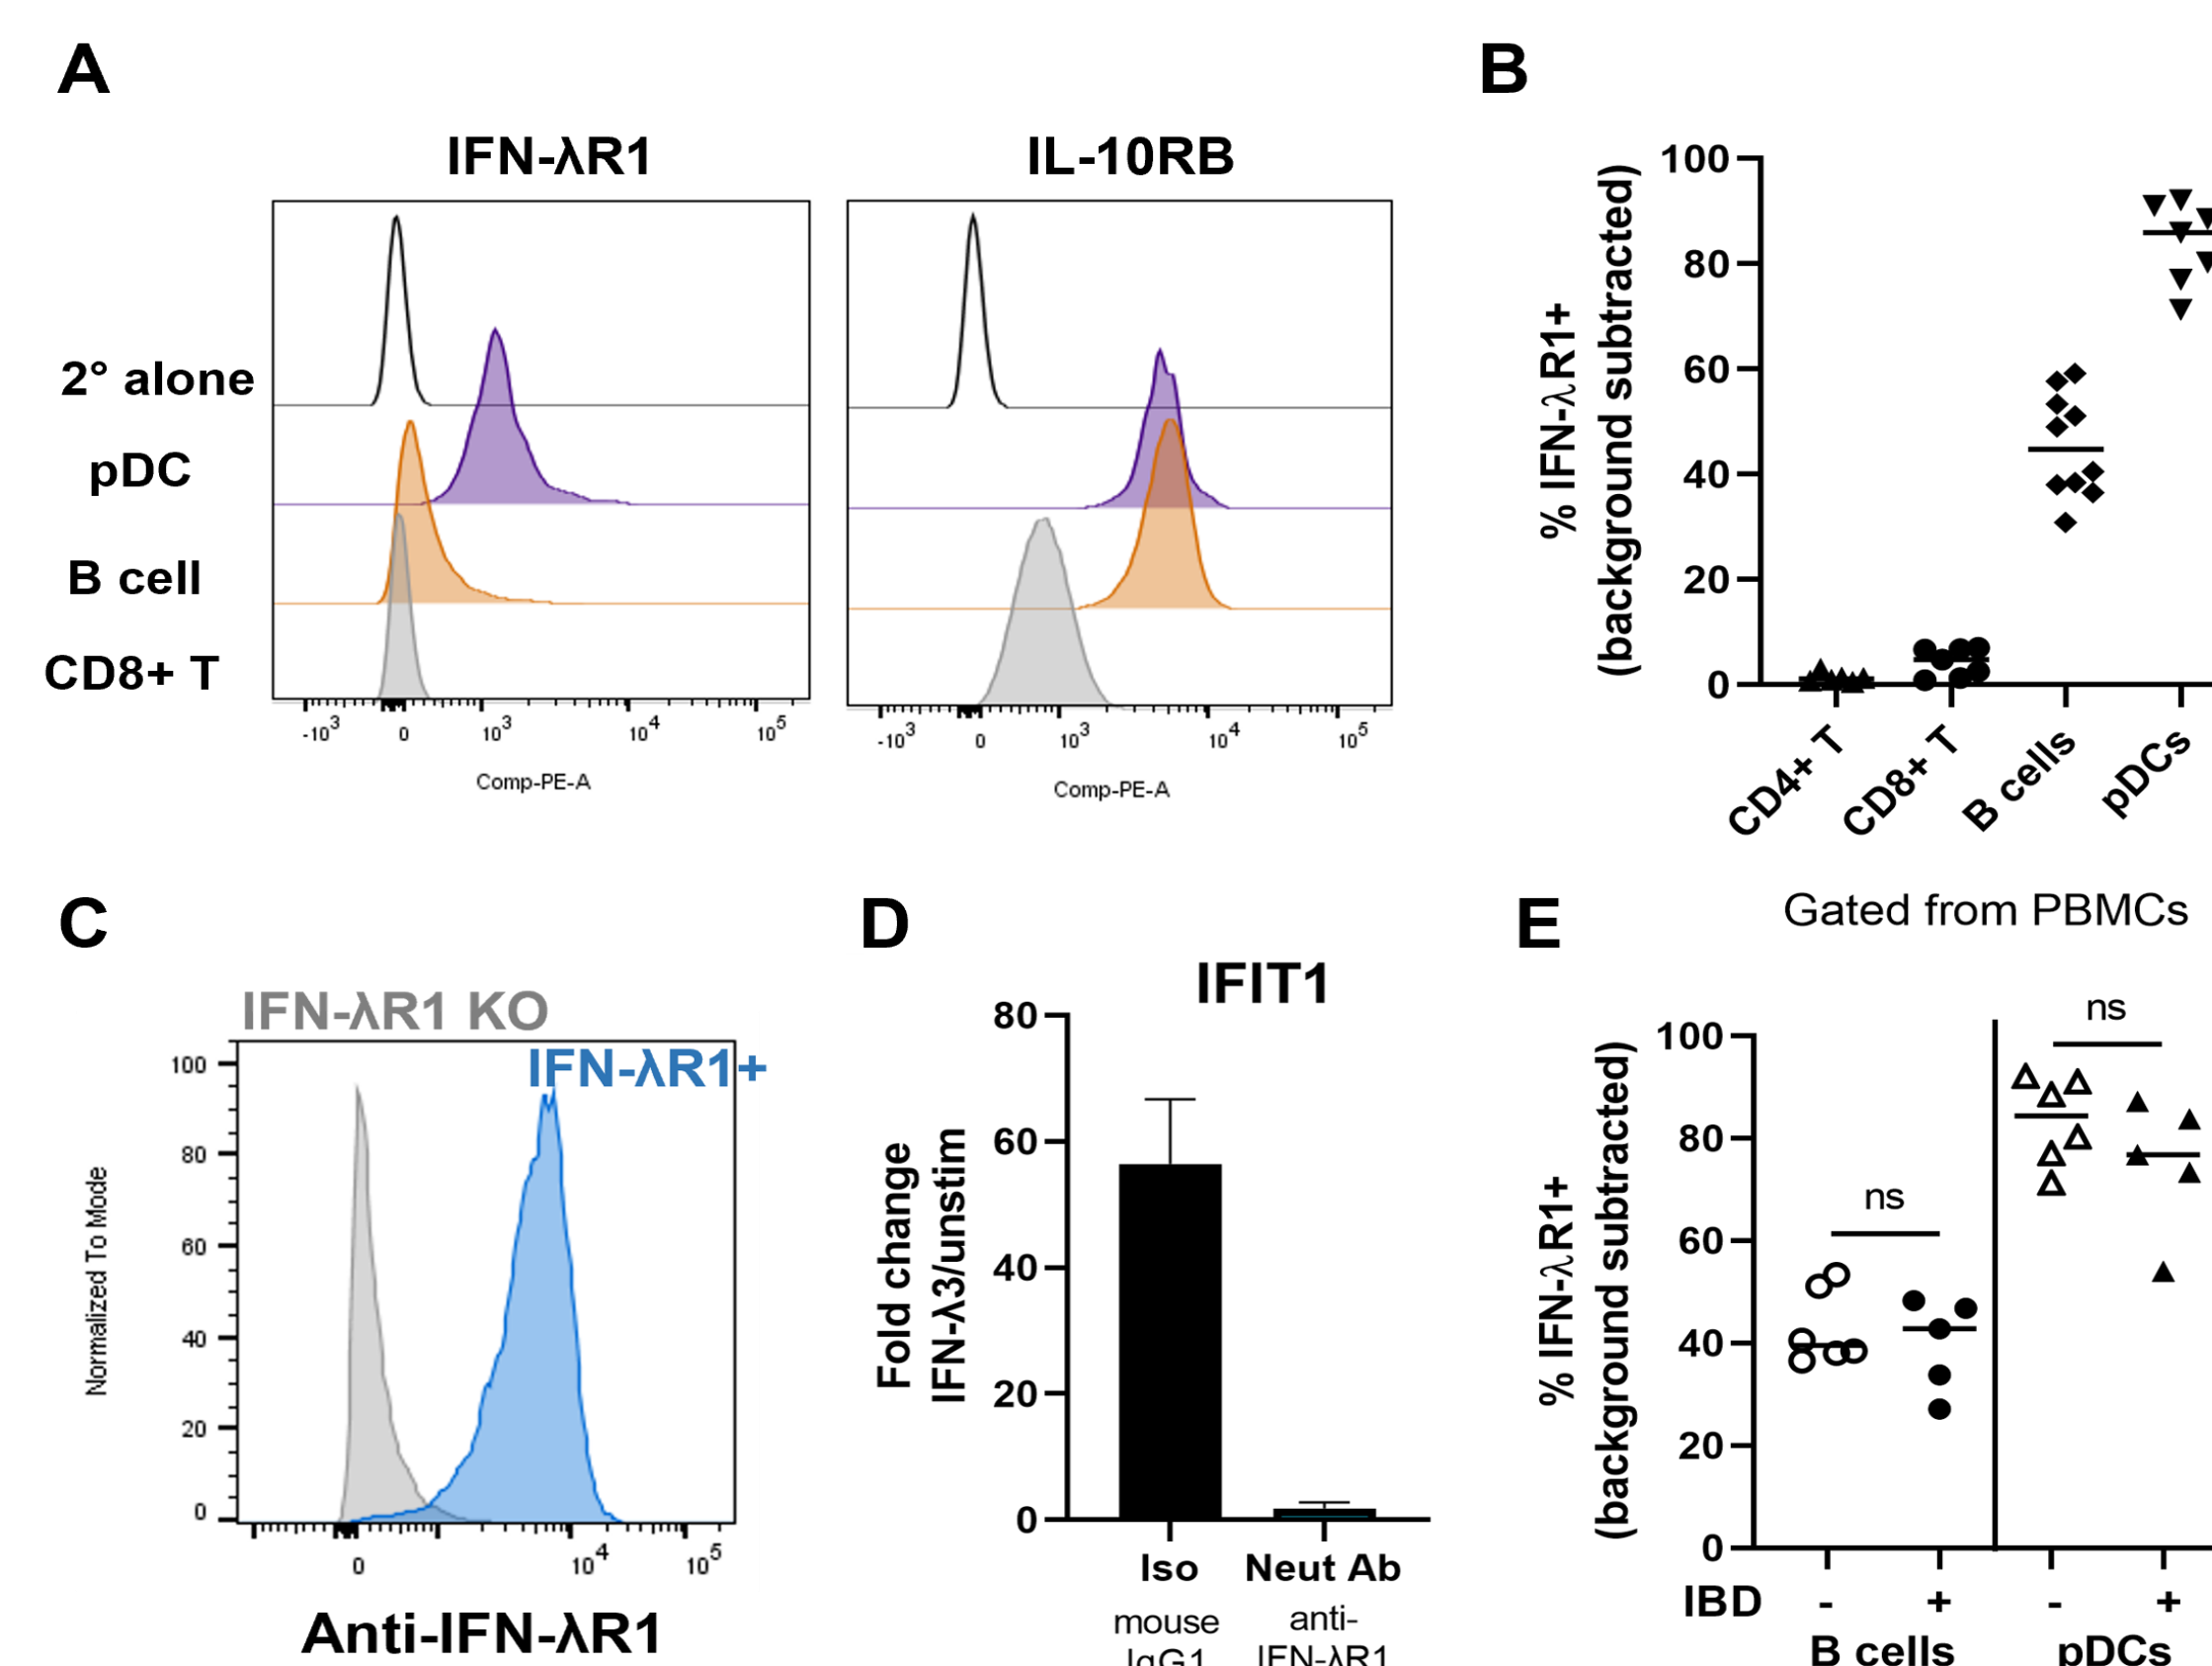 A
IFN-λR1
IL-10RB
2° alone
pDC
B cell
CD8+ T
-10³ 0 10³ 10⁴ 10⁵
Comp-PE-A
-10³ 0 10³ 10⁴ 10⁵
Comp-PE-A
B
% IFN-λR1+
(background subtracted)
100
80
60
40
20
0
CD4+ T
CD8+ T
B cells
pDCs
C
IFN-λR1 KO
IFN-λR1+
Normalized To Mode
100
80
60
40
20
0
0 10⁴ 10⁵
Anti-IFN-λR1
D
IFIT1
Fold change
IFN-λ3/unstim
80
60
40
20
0
Iso
mouse
IgG1
Neut Ab
anti-
IFN-λR1
E
Gated from PBMCs
% IFN-λR1+
(background subtracted)
100
80
60
40
20
0
ns
ns
IBD - + - +
B cells pDCs